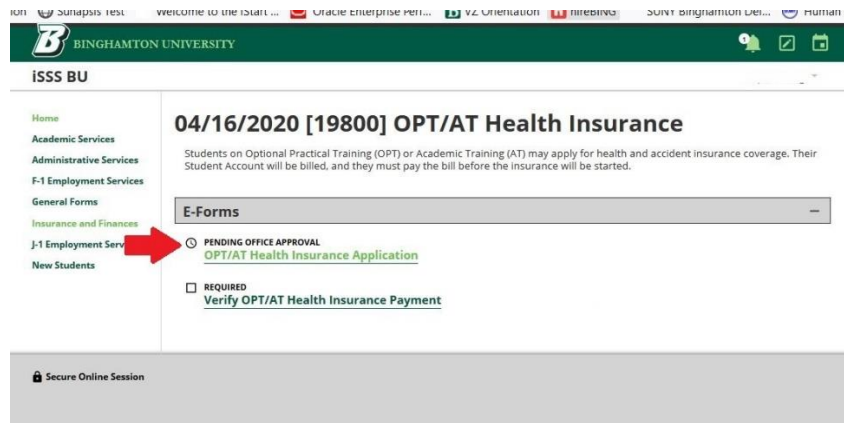 Sunapsis Test Welcome to the iStart ... Oracle Enterprise Perf... VZ Orientation hireBING SUNY Binghamton Del... Human
B BINGHAMTON UNIVERSITY 1
iSSS BU
Home
Academic Services
Administrative Services
F-1 Employment Services
General Forms
Insurance and Finances
J-1 Employment Serv
New Students
04/16/2020 [19800] OPT/AT Health Insurance
Students on Optional Practical Training (OPT) or Academic Training (AT) may apply for health and accident insurance coverage. Their
Student Account will be billed, and they must pay the bill before the insurance will be started.
E-Forms
PENDING OFFICE APPROVAL
OPT/AT Health Insurance Application
REQUIRED
Verify OPT/AT Health Insurance Payment
Secure Online Session